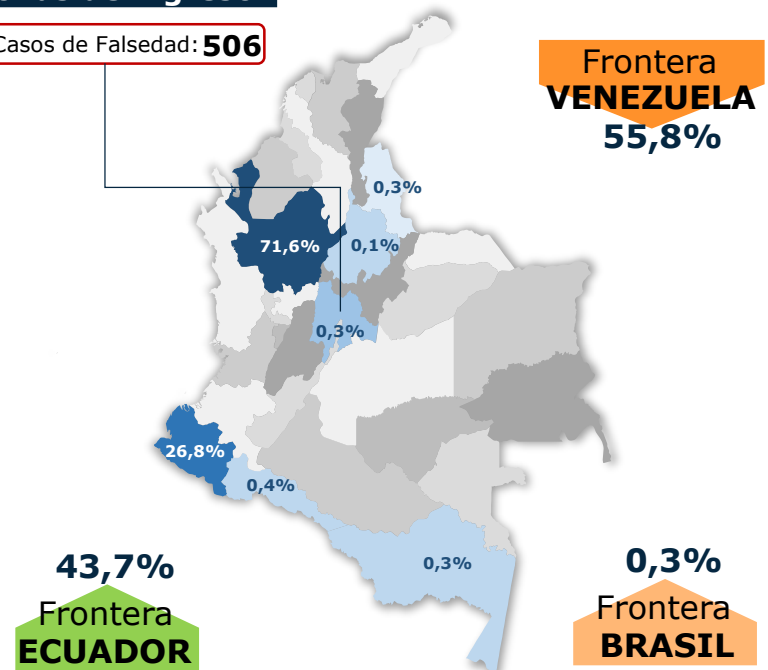 Casos de Falsedad: 506
Frontera
VENEZUELA
55,8%
0,3%
71,6%
0,1%
0,3%
26,8%
0,4%
0,3%
43,7%
Frontera
ECUADOR
0,3%
Frontera
BRASIL